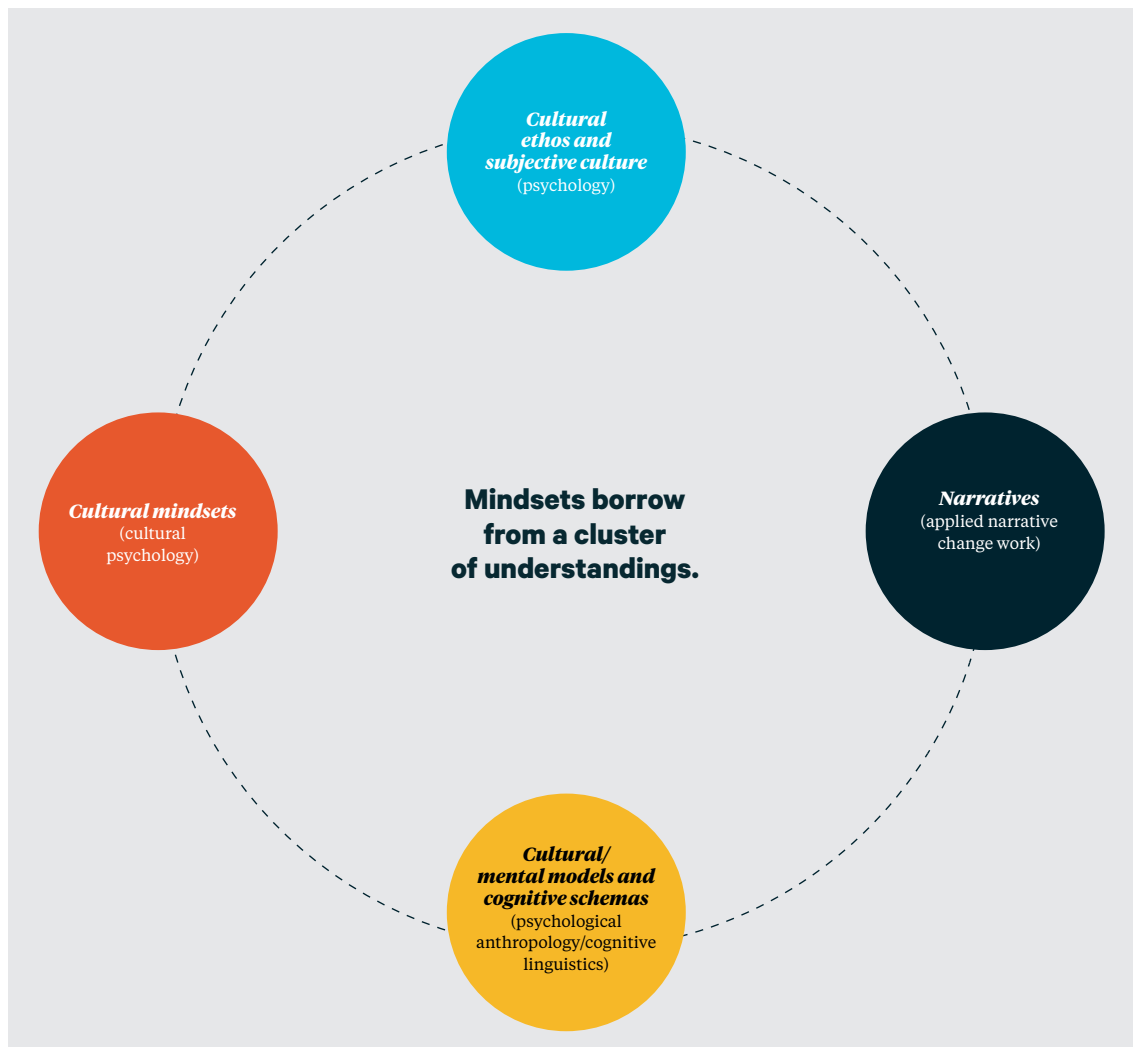 Cultural
ethos and
subjective culture
(psychology)
Cultural mindsets
(cultural
psychology)
Mindsets borrow
from a cluster
of understandings.
Narratives
(applied narrative
change work)
Cultural/
mental models and
cognitive schemas
(psychological
anthropology/cognitive
linguistics)